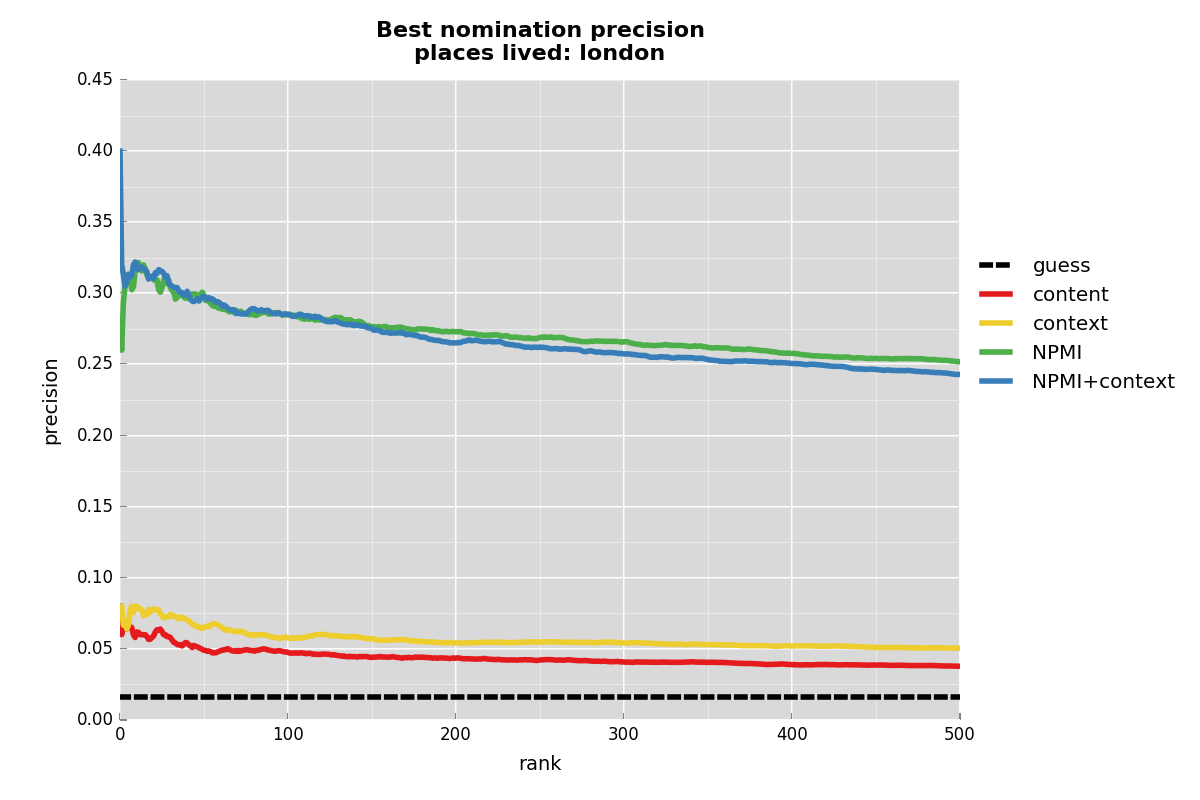 Best nomination precision
places lived: london
0.45
0.40
0.35
0.30
0.25
0.20
0.15
0.10
0.05
0.00
precision
0 100 200 300 400 500
rank
guess
content
context
NPMI
NPMI+context